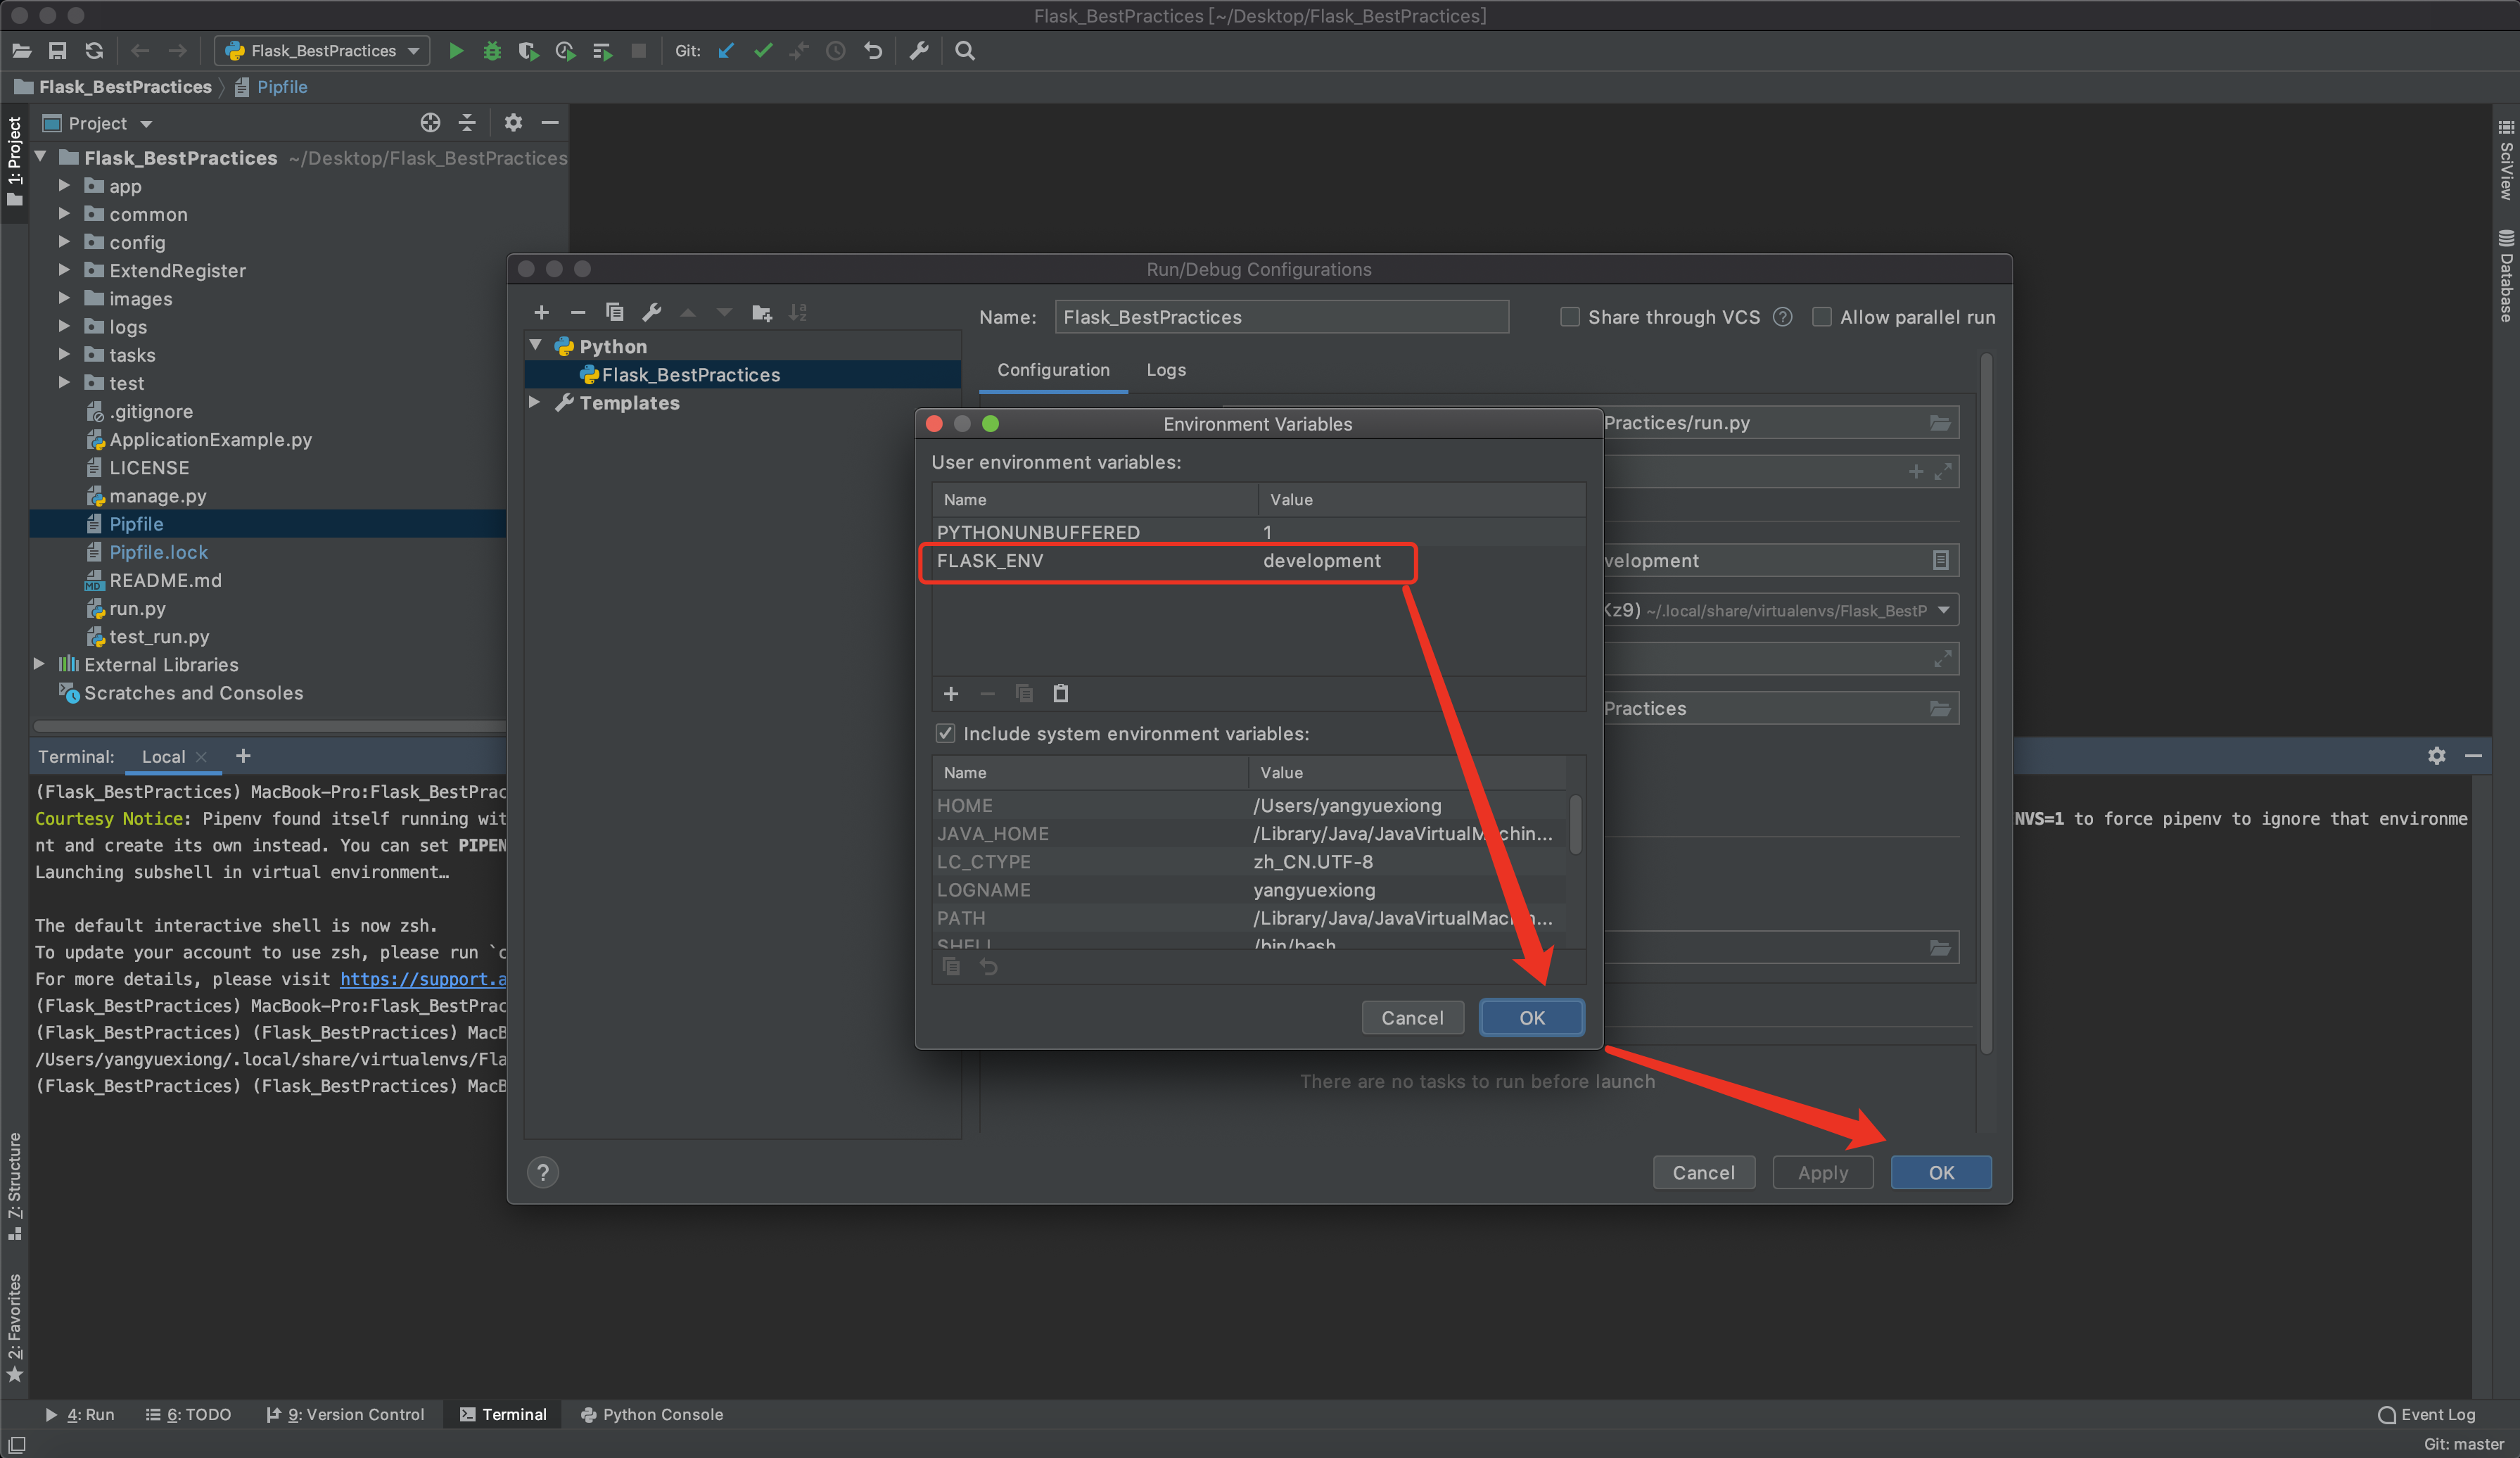 Flask_BestPractices [~/Desktop/Flask_BestPractices]
Flask_BestPractices
Git:
Flask_BestPractices
Pipfile
1: Project
Project
Flask_BestPractices ~/Desktop/Flask_BestPractices
app
common
config
ExtendRegister
images
logs
tasks
test
.gitignore
ApplicationExample.py
LICENSE
manage.py
Pipfile
Pipfile.lock
MD
README.md
run.py
test_run.py
External Libraries
Scratches and Consoles
SciView
Database
Run/Debug Configurations
Python
Flask_BestPractices
Templates
Name:
Flask_BestPractices
Share through VCS
?
Allow parallel run
Configuration
Logs
Practices/run.py
velopment
Kz9) ~/.local/share/virtualenvs/Flask_BestP
Practices
There are no tasks to run before launch
?
Cancel
Apply
OK
Environment Variables
User environment variables:
Name Value
PYTHONUNBUFFERED 1
FLASK_ENV development
Include system environment variables:
Name Value
HOME /Users/yangyuexiong
JAVA_HOME /Library/Java/JavaVirtualMachin...
LC_CTYPE zh_CN.UTF-8
LOGNAME yangyuexiong
PATH /Library/Java/JavaVirtualMachin...
SHELL /bin/bash
Cancel
OK
Terminal: Local
(Flask_BestPractices) MacBook-Pro:Flask_BestPrac
Courtesy Notice: Pipenv found itself running wit
NVS=1 to force pipenv to ignore that environme
nt and create its own instead. You can set PIPEN
Launching subshell in virtual environment…
The default interactive shell is now zsh.
To update your account to use zsh, please run `c
For more details, please visit https://support.a
(Flask_BestPractices) MacBook-Pro:Flask_BestPrac
(Flask_BestPractices) (Flask_BestPractices) MacB
/Users/yangyuexiong/.local/share/virtualenvs/Fla
(Flask_BestPractices) (Flask_BestPractices) MacB
7: Structure
2: Favorites
4: Run
6: TODO
9: Version Control
Terminal
Python Console
Event Log
Git: master